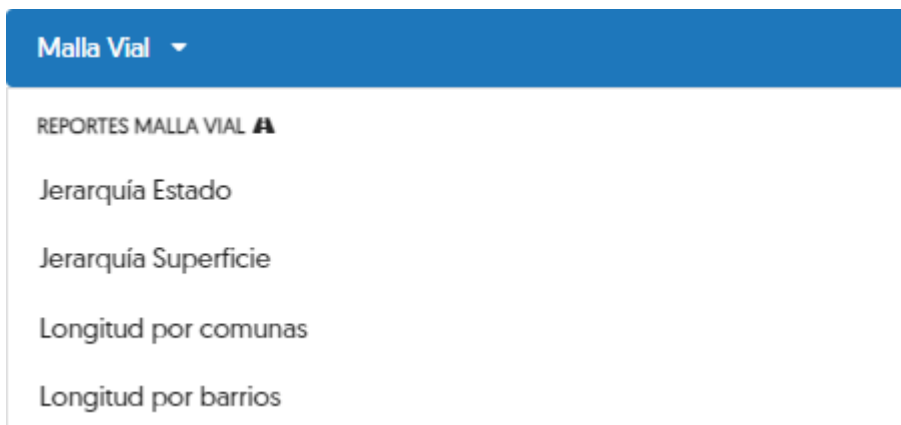 Malla Vial
REPORTES MALLA VIAL
Jerarquía Estado
Jerarquía Superficie
Longitud por comunas
Longitud por barrios